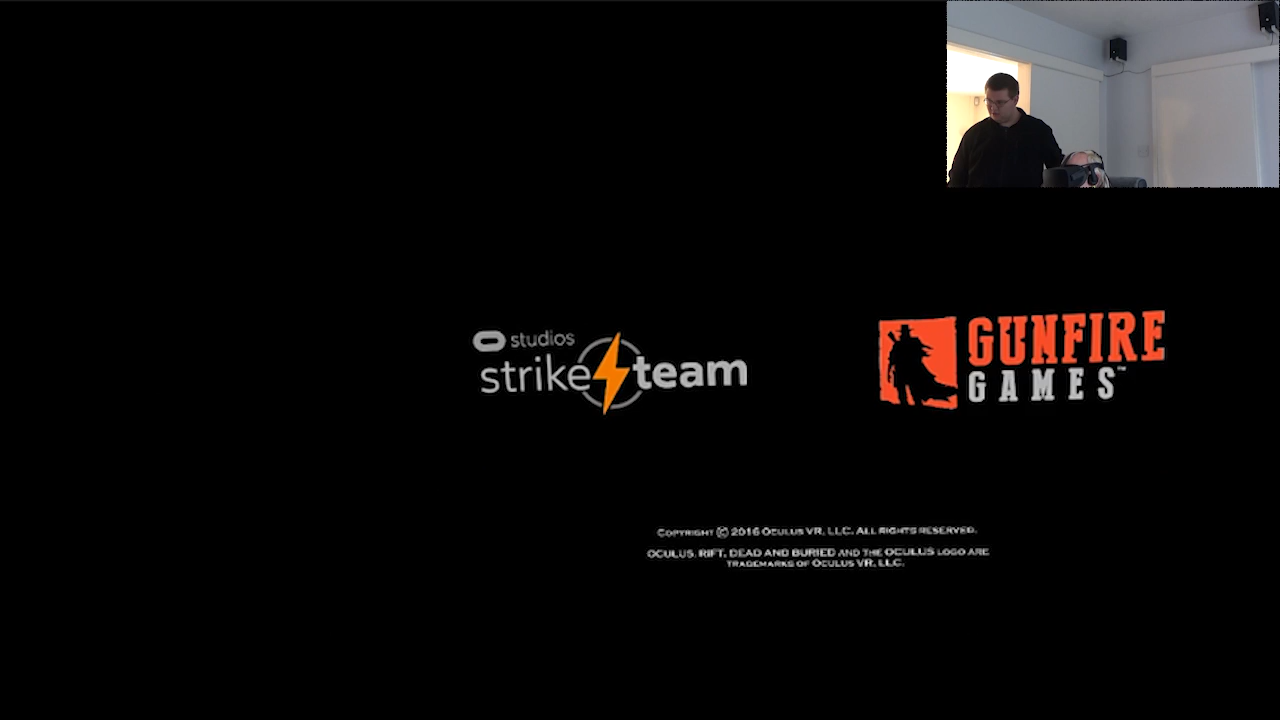 studios
strike team
GUNFIRE
GAMES™
COPYRIGHT © 2016 OCULUS VR, LLC. ALL RIGHTS RESERVED.
OCULUS, RIFT, DEAD AND BURIED AND THE OCULUS LOGO ARE
TRADEMARKS OF OCULUS VR, LLC.